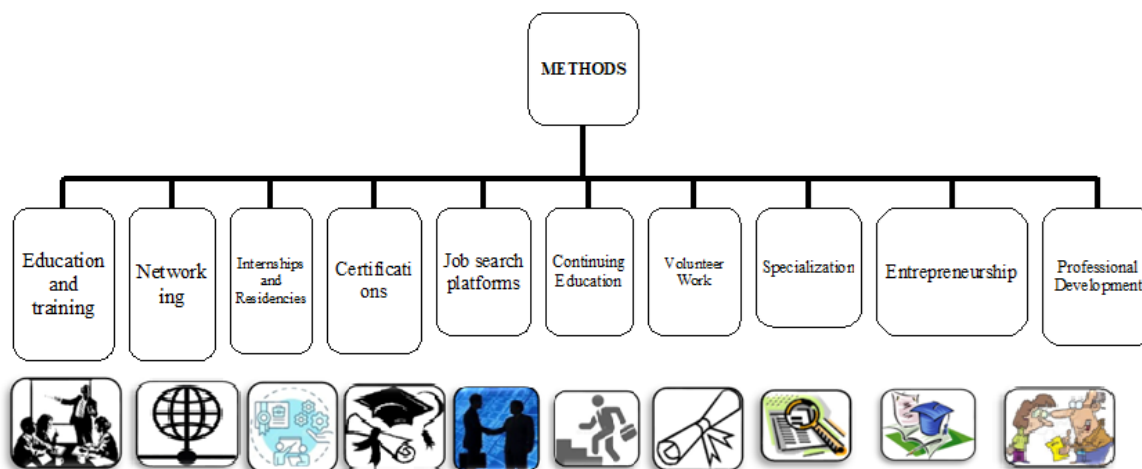 METHODS
Education
and
training
Network
ing
Internships
and
Residencies
Certificati
ons
Job search
platforms
Continuing
Education
Volunteer
Work
Specialization
Entrepreneurship
Professional
Development